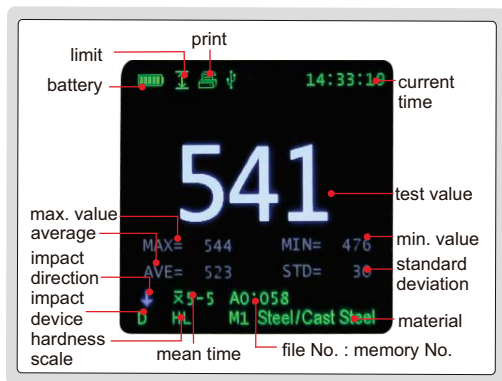 print
limit
battery
14:33:19
current
time
541
test value
max. value
MAX= 544 MIN= 476
min. value
average
AVE= 523 STD= 30
standard
deviation
impact
direction
x̅5-5 A0:058
impact
device
D HL M1 Steel/Cast Steel
material
hardness
scale
mean time
file No. : memory No.